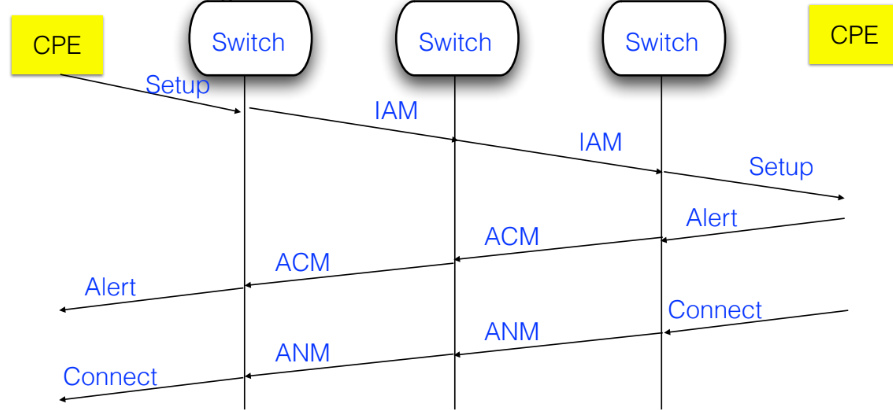 CPE
Switch
Switch
Switch
CPE
Setup
IAM
IAM
Setup
Alert
ACM
ACM
Alert
Connect
ANM
ANM
Connect